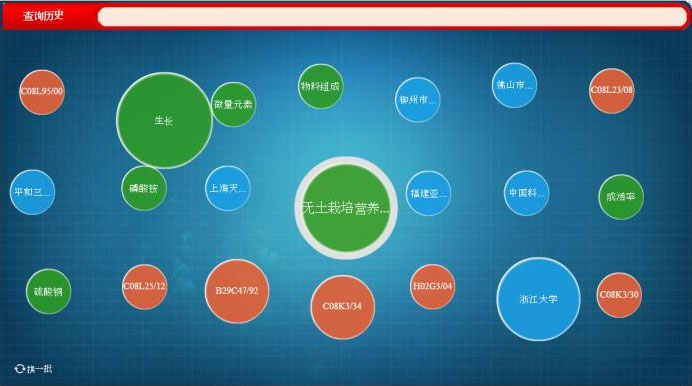 查询历史
C08L95/00
生长
微量元素
物料组成
柳州市...
佛山市...
C08L23/08
平和三...
磷酸铵
上海天...
无土栽培营养...
福建亚...
中国科...
成活率
硫酸铜
C08L25/12
B29C47/92
C08K3/34
H02G3/04
浙江大学
C08K3/30
换一批